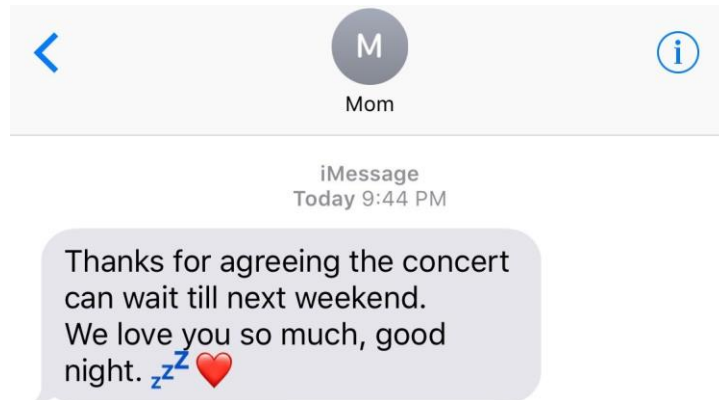 M
Mom
iMessage
Today 9:44 PM
Thanks for agreeing the concert
can wait till next weekend.
We love you so much, good
night. 💤❤️